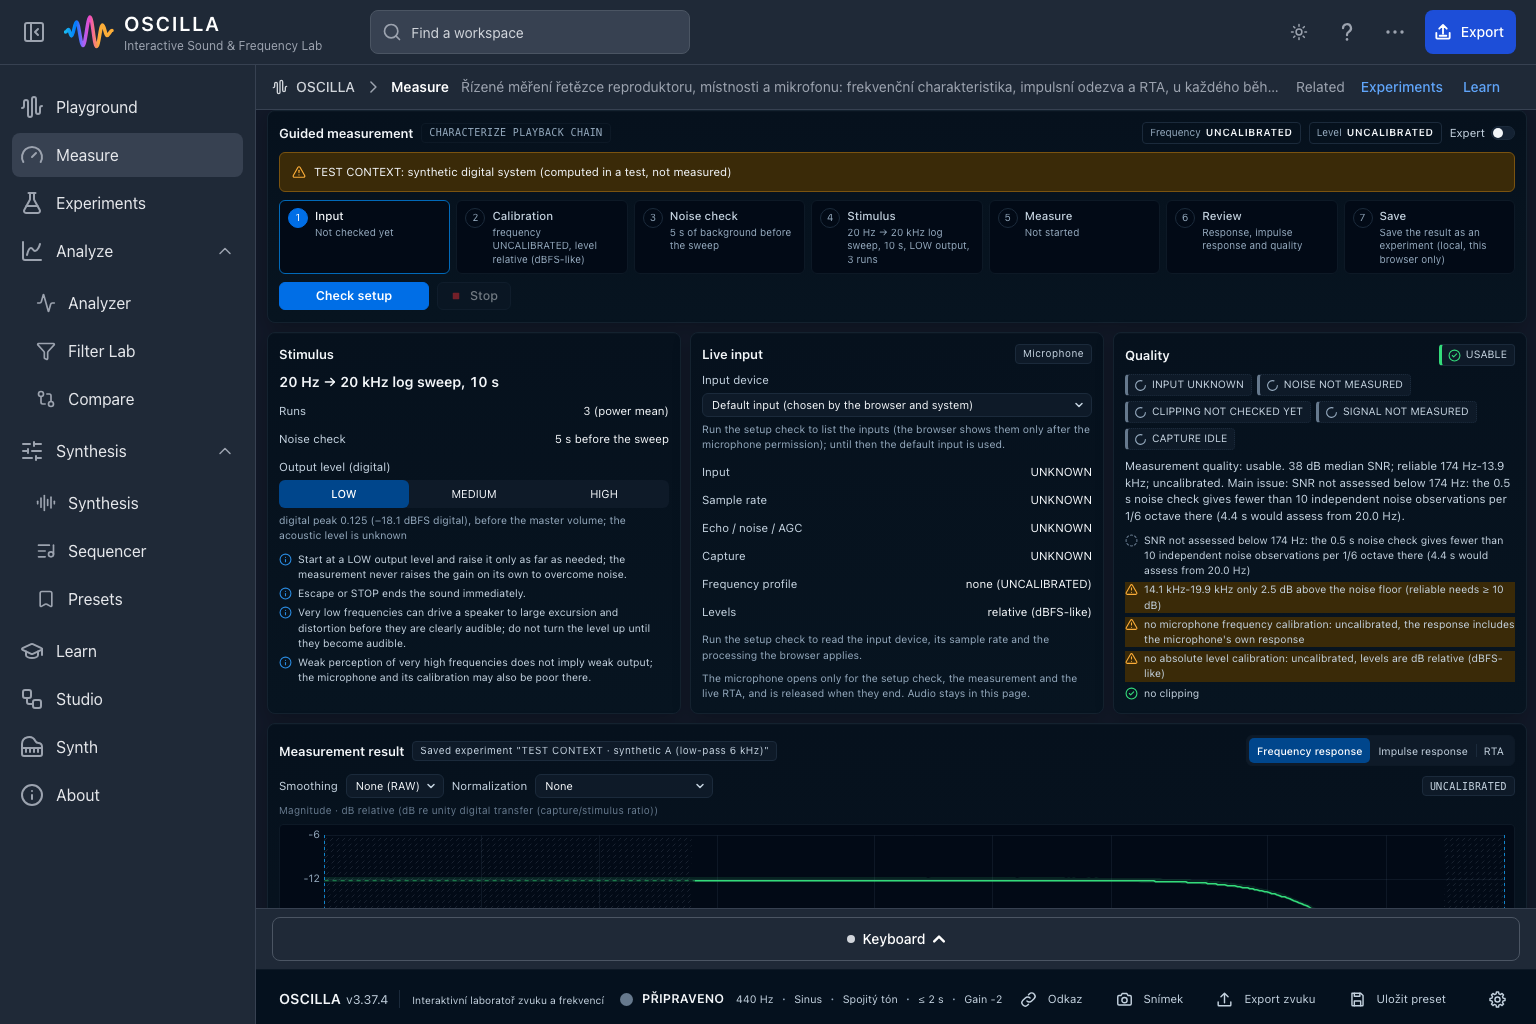 OSCILLA
Interactive Sound & Frequency Lab
Find a workspace
?
Export
Playground
Measure
Experiments
Analyze
Analyzer
Filter Lab
Compare
Synthesis
Synthesis
Sequencer
Presets
Learn
Studio
Synth
About
OSCILLA
Measure
Řízené měření řetězce reproduktoru, místnosti a mikrofonu: frekvenční charakteristika, impulsní odezva a RTA, u každého běh...
Related
Experiments
Learn
Guided measurement
CHARACTERIZE PLAYBACK CHAIN
Frequency UNCALIBRATED
Level UNCALIBRATED
Expert
TEST CONTEXT: synthetic digital system (computed in a test, not measured)
1
Input
Not checked yet
2
Calibration
frequency
UNCALIBRATED, level
relative (dBFS-like)
3
Noise check
5 s of background before
the sweep
4
Stimulus
20 Hz → 20 kHz log
sweep, 10 s, LOW output,
3 runs
5
Measure
Not started
6
Review
Response, impulse
response and quality
7
Save
Save the result as an
experiment (local, this
browser only)
Check setup
Stop
Stimulus
20 Hz → 20 kHz log sweep, 10 s
Runs
3 (power mean)
Noise check
5 s before the sweep
Output level (digital)
LOW
MEDIUM
HIGH
digital peak 0.125 (−18.1 dBFS digital), before the master volume; the
acoustic level is unknown
Start at a LOW output level and raise it only as far as needed; the
measurement never raises the gain on its own to overcome noise.
Escape or STOP ends the sound immediately.
Very low frequencies can drive a speaker to large excursion and
distortion before they are clearly audible; do not turn the level up until
they become audible.
Weak perception of very high frequencies does not imply weak output;
the microphone and its calibration may also be poor there.
Live input
Microphone
Input device
Default input (chosen by the browser and system)
Run the setup check to list the inputs (the browser shows them only after the
microphone permission); until then the default input is used.
Input
UNKNOWN
Sample rate
UNKNOWN
Echo / noise / AGC
UNKNOWN
Capture
UNKNOWN
Frequency profile
none (UNCALIBRATED)
Levels
relative (dBFS-like)
Run the setup check to read the input device, its sample rate and the
processing the browser applies.
The microphone opens only for the setup check, the measurement and the
live RTA, and is released when they end. Audio stays in this page.
Quality
USABLE
INPUT UNKNOWN
NOISE NOT MEASURED
CLIPPING NOT CHECKED YET
SIGNAL NOT MEASURED
CAPTURE IDLE
Measurement quality: usable. 38 dB median SNR; reliable 174 Hz-13.9
kHz; uncalibrated. Main issue: SNR not assessed below 174 Hz: the 0.5
s noise check gives fewer than 10 independent noise observations per
1/6 octave there (4.4 s would assess from 20.0 Hz).
SNR not assessed below 174 Hz: the 0.5 s noise check gives fewer than
10 independent noise observations per 1/6 octave there (4.4 s would
assess from 20.0 Hz)
14.1 kHz-19.9 kHz only 2.5 dB above the noise floor (reliable needs ≥ 10
dB)
no microphone frequency calibration: uncalibrated, the response includes
the microphone's own response
no absolute level calibration: uncalibrated, levels are dB relative (dBFS-
like)
no clipping
Measurement result
Saved experiment "TEST CONTEXT · synthetic A (low-pass 6 kHz)"
Frequency response
Impulse response
RTA
Smoothing
None (RAW)
Normalization
None
UNCALIBRATED
Magnitude · dB relative (dB re unity digital transfer (capture/stimulus ratio))
-6
-12
Keyboard
OSCILLA v3.37.4
Interaktivní laboratoř zvuku a frekvencí
PŘIPRAVENO
440 Hz · Sinus · Spojitý tón · ≤ 2 s · Gain -2
Odkaz
Snímek
Export zvuku
Uložit preset